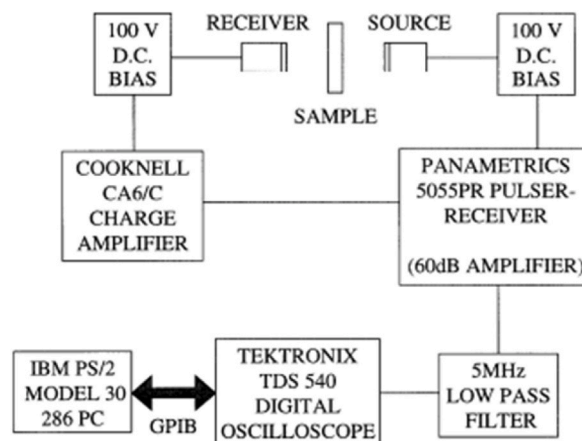 100 V
D.C.
BIAS
RECEIVER
SOURCE
100 V
D.C.
BIAS
SAMPLE
COOKNELL
CA6/C
CHARGE
AMPLIFIER
PANAMETRICS
5055PR PULSER-
RECEIVER
(60dB AMPLIFIER)
IBM PS/2
MODEL 30
286 PC
GPIB
TEKTRONIX
TDS 540
DIGITAL
OSCILLOSCOPE
5MHz
LOW PASS
FILTER